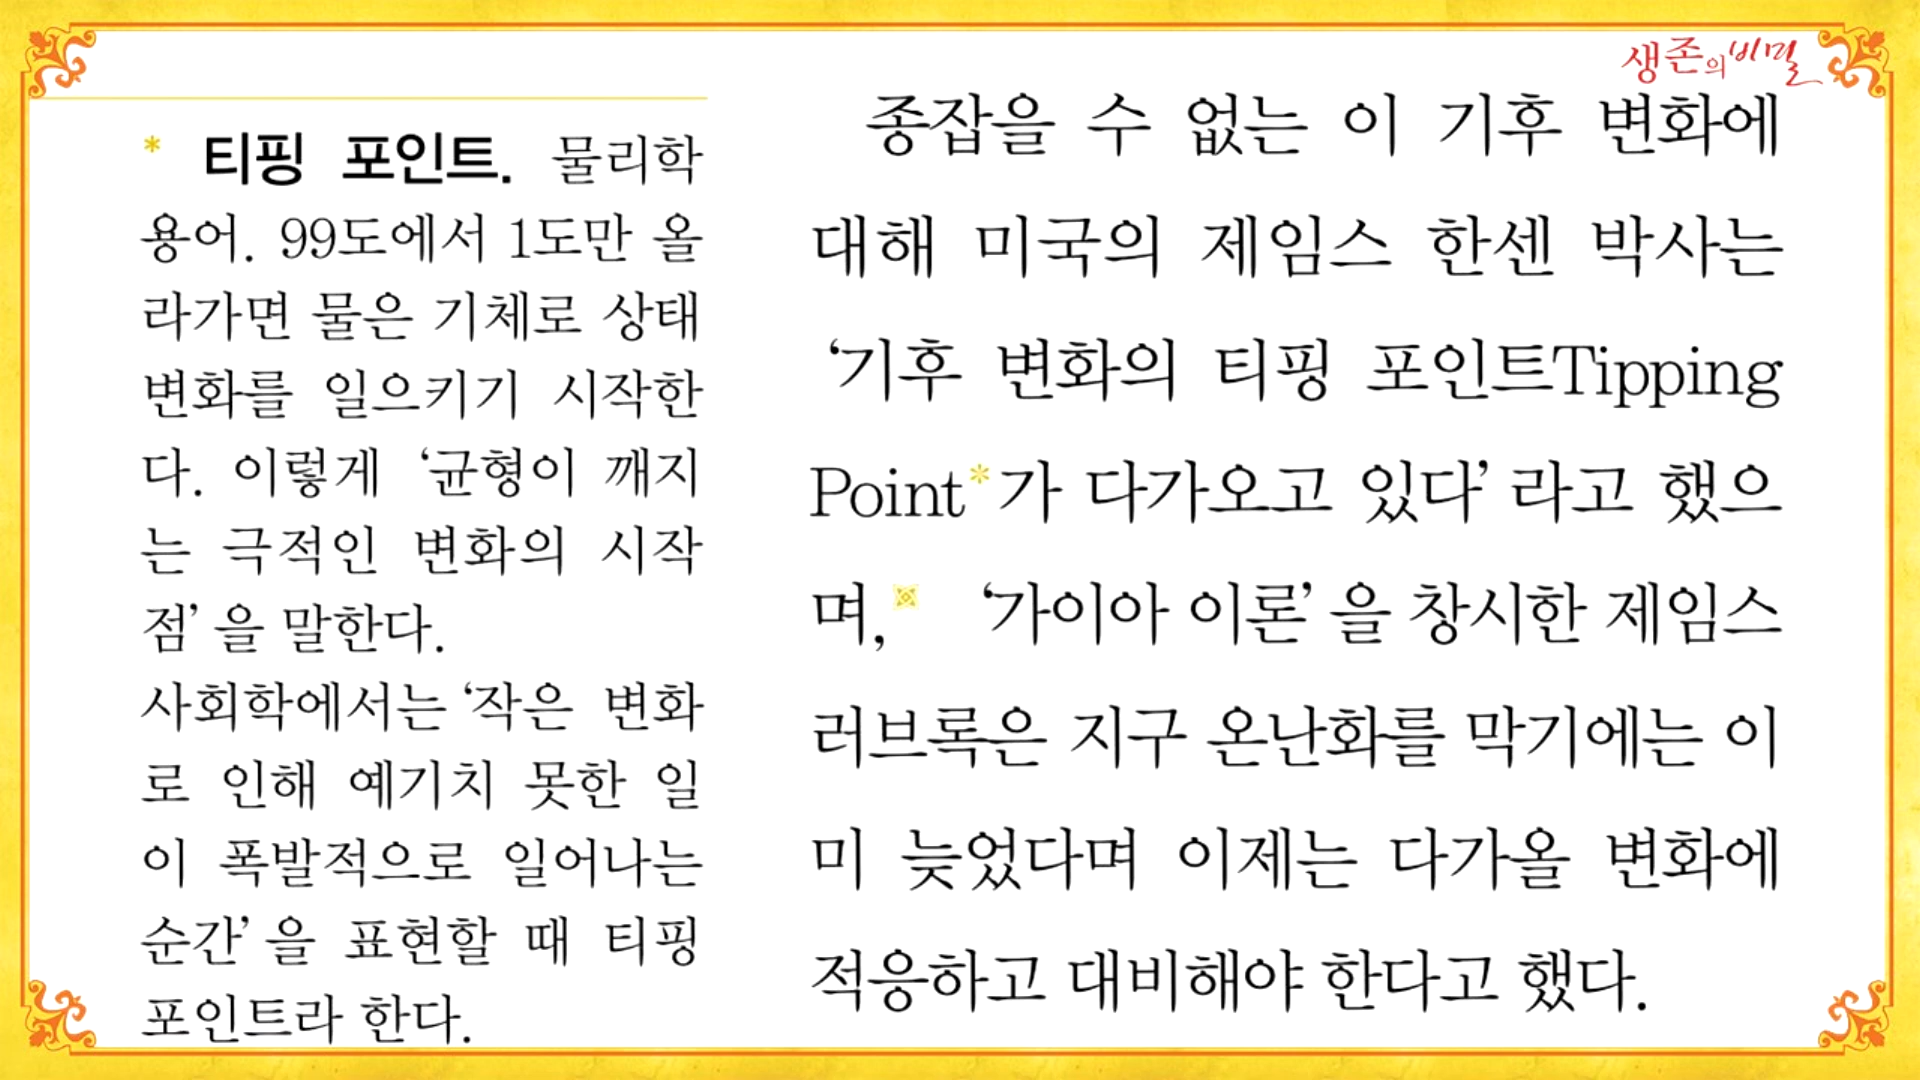 생존의 비밀
* 티핑 포인트. 물리학
용어. 99도에서 1도만 올
라가면 물은 기체로 상태
변화를 일으키기 시작한
다. 이렇게 ‘균형이 깨지
는 극적인 변화의 시작
점’을 말한다.
사회학에서는 ‘작은 변화
로 인해 예기치 못한 일
이 폭발적으로 일어나는
순간’을 표현할 때 티핑
포인트라 한다.
종잡을 수 없는 이 기후 변화에
대해 미국의 제임스 한센 박사는
‘기후 변화의 티핑 포인트Tipping
Point*가 다가오고 있다’라고 했으
며, ‘가이아 이론’을 창시한 제임스
러브록은 지구 온난화를 막기에는 이
미 늦었다며 이제는 다가올 변화에
적응하고 대비해야 한다고 했다.